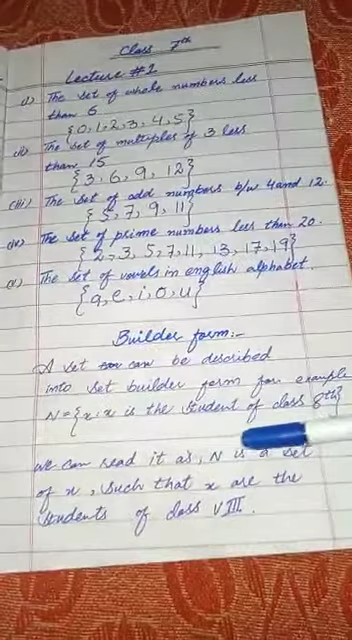 Class 7th
Lecture #1
(i) The set of whole numbers less
than 6
{0,1,2,3,4,5}
(ii) The set of multiples of 3 less
than 15
{3, 6, 9, 12}
(iii) The set of odd numbers b/w 4 and 12.
{5, 7, 9, 11}
(iv) The set of prime numbers less than 20.
{2, 3, 5, 7, 11, 13, 17, 19}
(v) The set of vowels in english alphabet.
{a, e, i, o, u}
Builder form:-
A set can be described
into set builder form for example
N = {x : x is the student of class 8th}
we can read it as, N is a set
of x, such that x are the
students of class VIII.